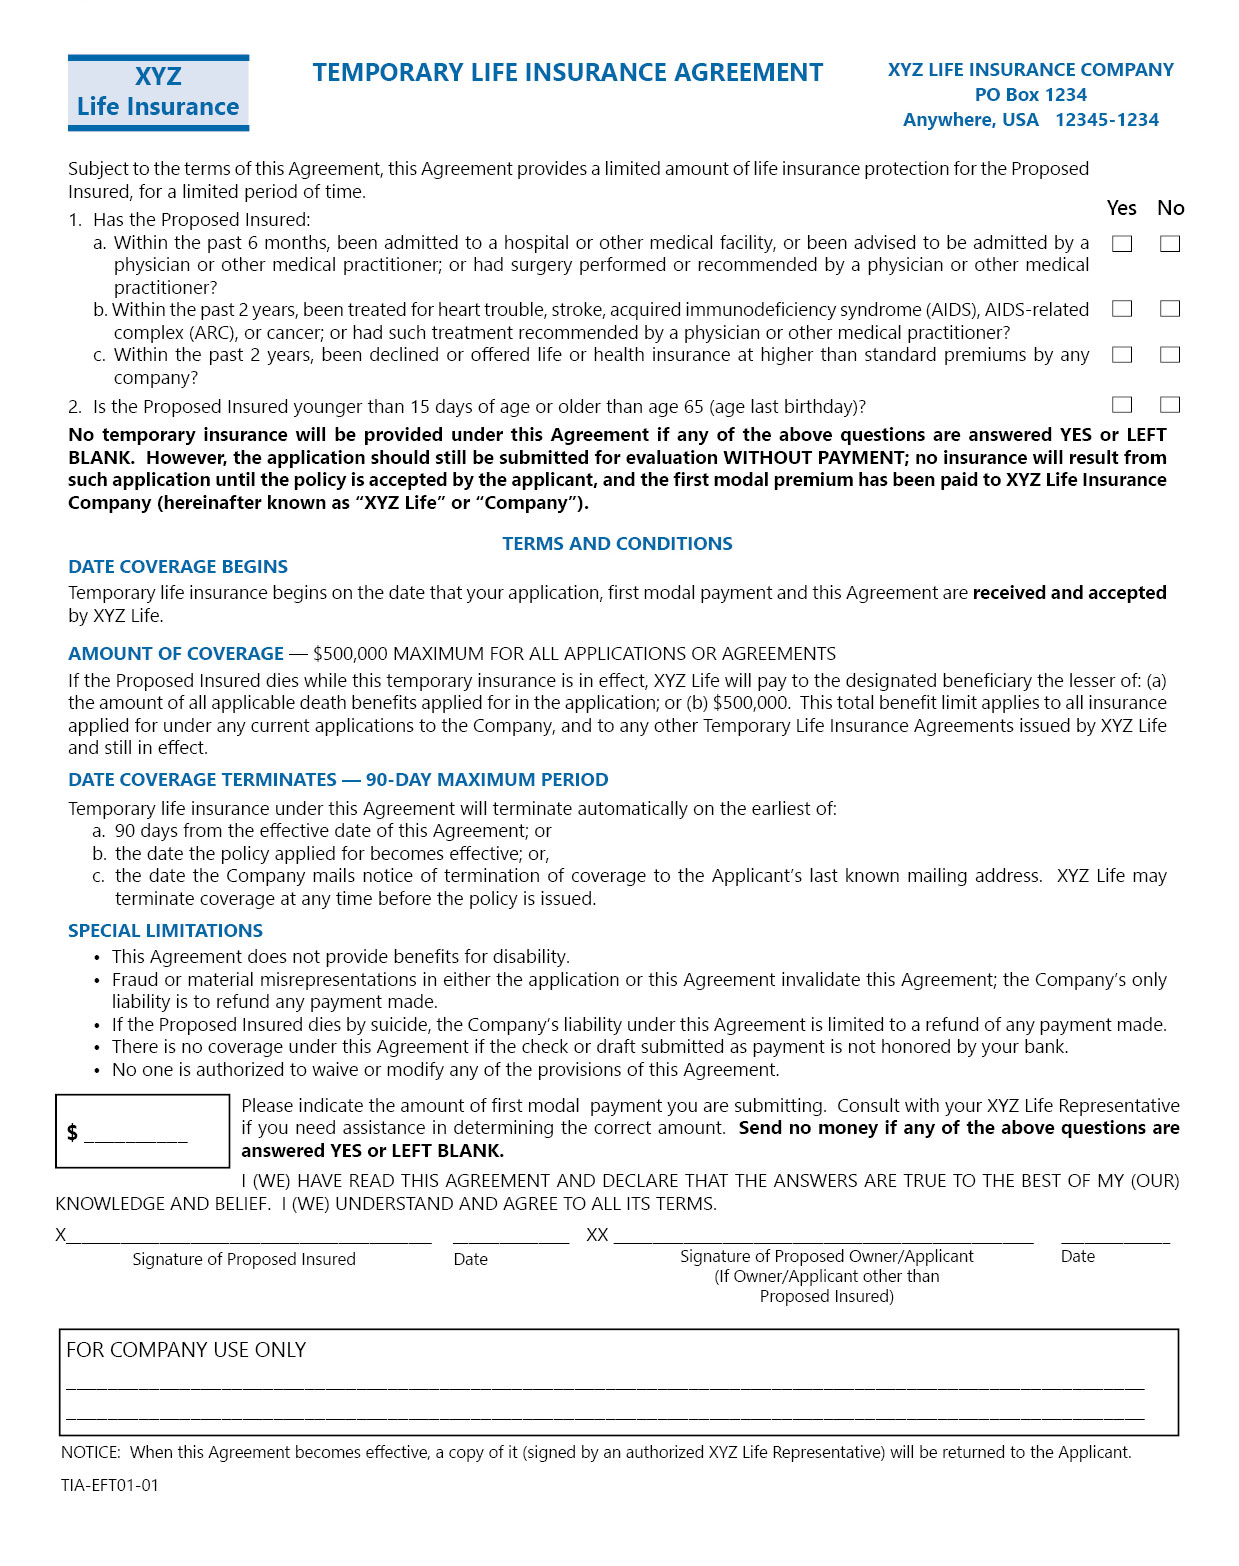 XYZ
Life Insurance
TEMPORARY LIFE INSURANCE AGREEMENT
XYZ LIFE INSURANCE COMPANY
PO Box 1234
Anywhere, USA 12345-1234
Subject to the terms of this Agreement, this Agreement provides a limited amount of life insurance protection for the Proposed
Insured, for a limited period of time.
Yes No
1. Has the Proposed Insured:
a. Within the past 6 months, been admitted to a hospital or other medical facility, or been advised to be admitted by a
physician or other medical practitioner; or had surgery performed or recommended by a physician or other medical
practitioner?
b. Within the past 2 years, been treated for heart trouble, stroke, acquired immunodeficiency syndrome (AIDS), AIDS-related
complex (ARC), or cancer; or had such treatment recommended by a physician or other medical practitioner?
c. Within the past 2 years, been declined or offered life or health insurance at higher than standard premiums by any
company?
2. Is the Proposed Insured younger than 15 days of age or older than age 65 (age last birthday)?
No temporary insurance will be provided under this Agreement if any of the above questions are answered YES or LEFT
BLANK. However, the application should still be submitted for evaluation WITHOUT PAYMENT; no insurance will result from
such application until the policy is accepted by the applicant, and the first modal premium has been paid to XYZ Life Insurance
Company (hereinafter known as “XYZ Life” or “Company”).
TERMS AND CONDITIONS
DATE COVERAGE BEGINS
Temporary life insurance begins on the date that your application, first modal payment and this Agreement are received and accepted
by XYZ Life.
AMOUNT OF COVERAGE — $500,000 MAXIMUM FOR ALL APPLICATIONS OR AGREEMENTS
If the Proposed Insured dies while this temporary insurance is in effect, XYZ Life will pay to the designated beneficiary the lesser of: (a)
the amount of all applicable death benefits applied for in the application; or (b) $500,000. This total benefit limit applies to all insurance
applied for under any current applications to the Company, and to any other Temporary Life Insurance Agreements issued by XYZ Life
and still in effect.
DATE COVERAGE TERMINATES — 90-DAY MAXIMUM PERIOD
Temporary life insurance under this Agreement will terminate automatically on the earliest of:
a. 90 days from the effective date of this Agreement; or
b. the date the policy applied for becomes effective; or,
c. the date the Company mails notice of termination of coverage to the Applicant’s last known mailing address. XYZ Life may
terminate coverage at any time before the policy is issued.
SPECIAL LIMITATIONS
• This Agreement does not provide benefits for disability.
• Fraud or material misrepresentations in either the application or this Agreement invalidate this Agreement; the Company’s only
liability is to refund any payment made.
• If the Proposed Insured dies by suicide, the Company’s liability under this Agreement is limited to a refund of any payment made.
• There is no coverage under this Agreement if the check or draft submitted as payment is not honored by your bank.
• No one is authorized to waive or modify any of the provisions of this Agreement.
$ __________
Please indicate the amount of first modal payment you are submitting. Consult with your XYZ Life Representative
if you need assistance in determining the correct amount. Send no money if any of the above questions are
answered YES or LEFT BLANK.
I (WE) HAVE READ THIS AGREEMENT AND DECLARE THAT THE ANSWERS ARE TRUE TO THE BEST OF MY (OUR)
KNOWLEDGE AND BELIEF. I (WE) UNDERSTAND AND AGREE TO ALL ITS TERMS.
X____________ ________ XX ____________ ________
Signature of Proposed Insured
Date
Signature of Proposed Owner/Applicant
(If Owner/Applicant other than
Proposed Insured)
Date
FOR COMPANY USE ONLY
NOTICE: When this Agreement becomes effective, a copy of it (signed by an authorized XYZ Life Representative) will be returned to the Applicant.
TIA-EFT01-01